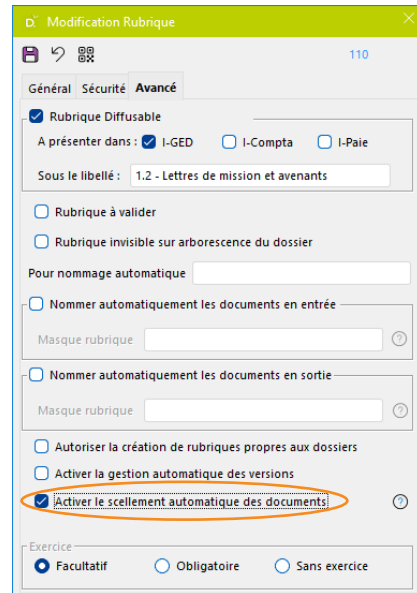 D. Modification Rubrique
110
Général Sécurité Avancé
Rubrique Diffusable
A présenter dans : I-GED I-Compta I-Paie
Sous le libellé : 1.2 - Lettres de mission et avenants
Rubrique à valider
Rubrique invisible sur arborescence du dossier
Pour nommage automatique
Nommer automatiquement les documents en entrée
Masque rubrique ?
Nommer automatiquement les documents en sortie
Masque rubrique ?
Autoriser la création de rubriques propres aux dossiers
Activer la gestion automatique des versions
Activer le scellement automatique des documents ?
Exercice
Facultatif Obligatoire Sans exercice